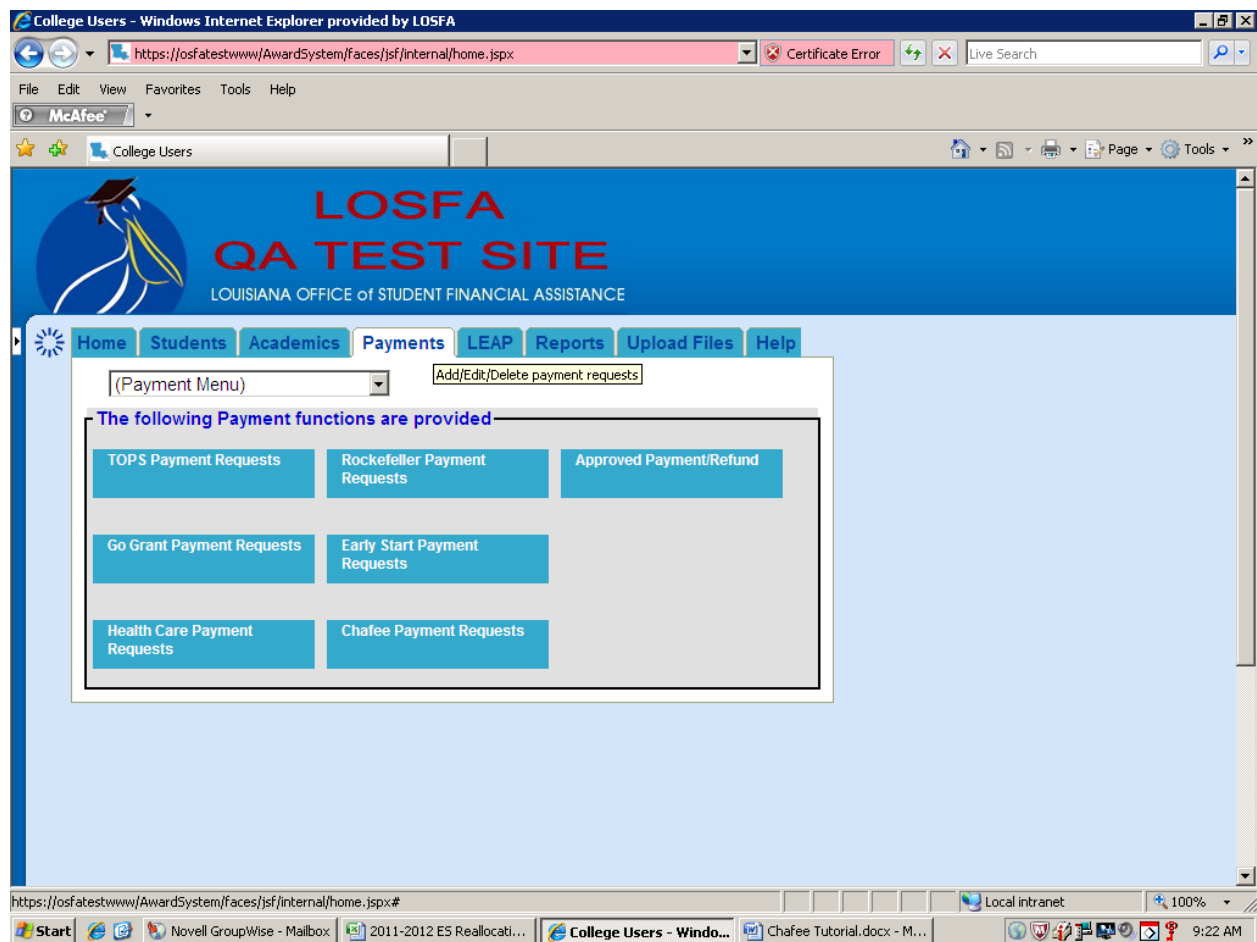 College Users - Windows Internet Explorer provided by LOSFA
https://osfatestwww/AwardSystem/faces/jsf/internal/home.jspx
Certificate Error
Live Search
File Edit View Favorites Tools Help
McAfee
College Users
Page
Tools
LOSFA
QA TEST SITE
LOUISIANA OFFICE of STUDENT FINANCIAL ASSISTANCE
Home Students Academics Payments LEAP Reports Upload Files Help
(Payment Menu)
Add/Edit/Delete payment requests
The following Payment functions are provided
TOPS Payment Requests
Rockefeller Payment
Requests
Approved Payment/Refund
Go Grant Payment Requests
Early Start Payment
Requests
Health Care Payment
Requests
Chafee Payment Requests
https://osfatestwww/AwardSystem/faces/jsf/internal/home.jspx#
Local intranet
100%
Start
Novell GroupWise - Mailbox
2011-2012 ES Reallocati...
College Users - Windo...
Chafee Tutorial.docx - M...
9:22 AM